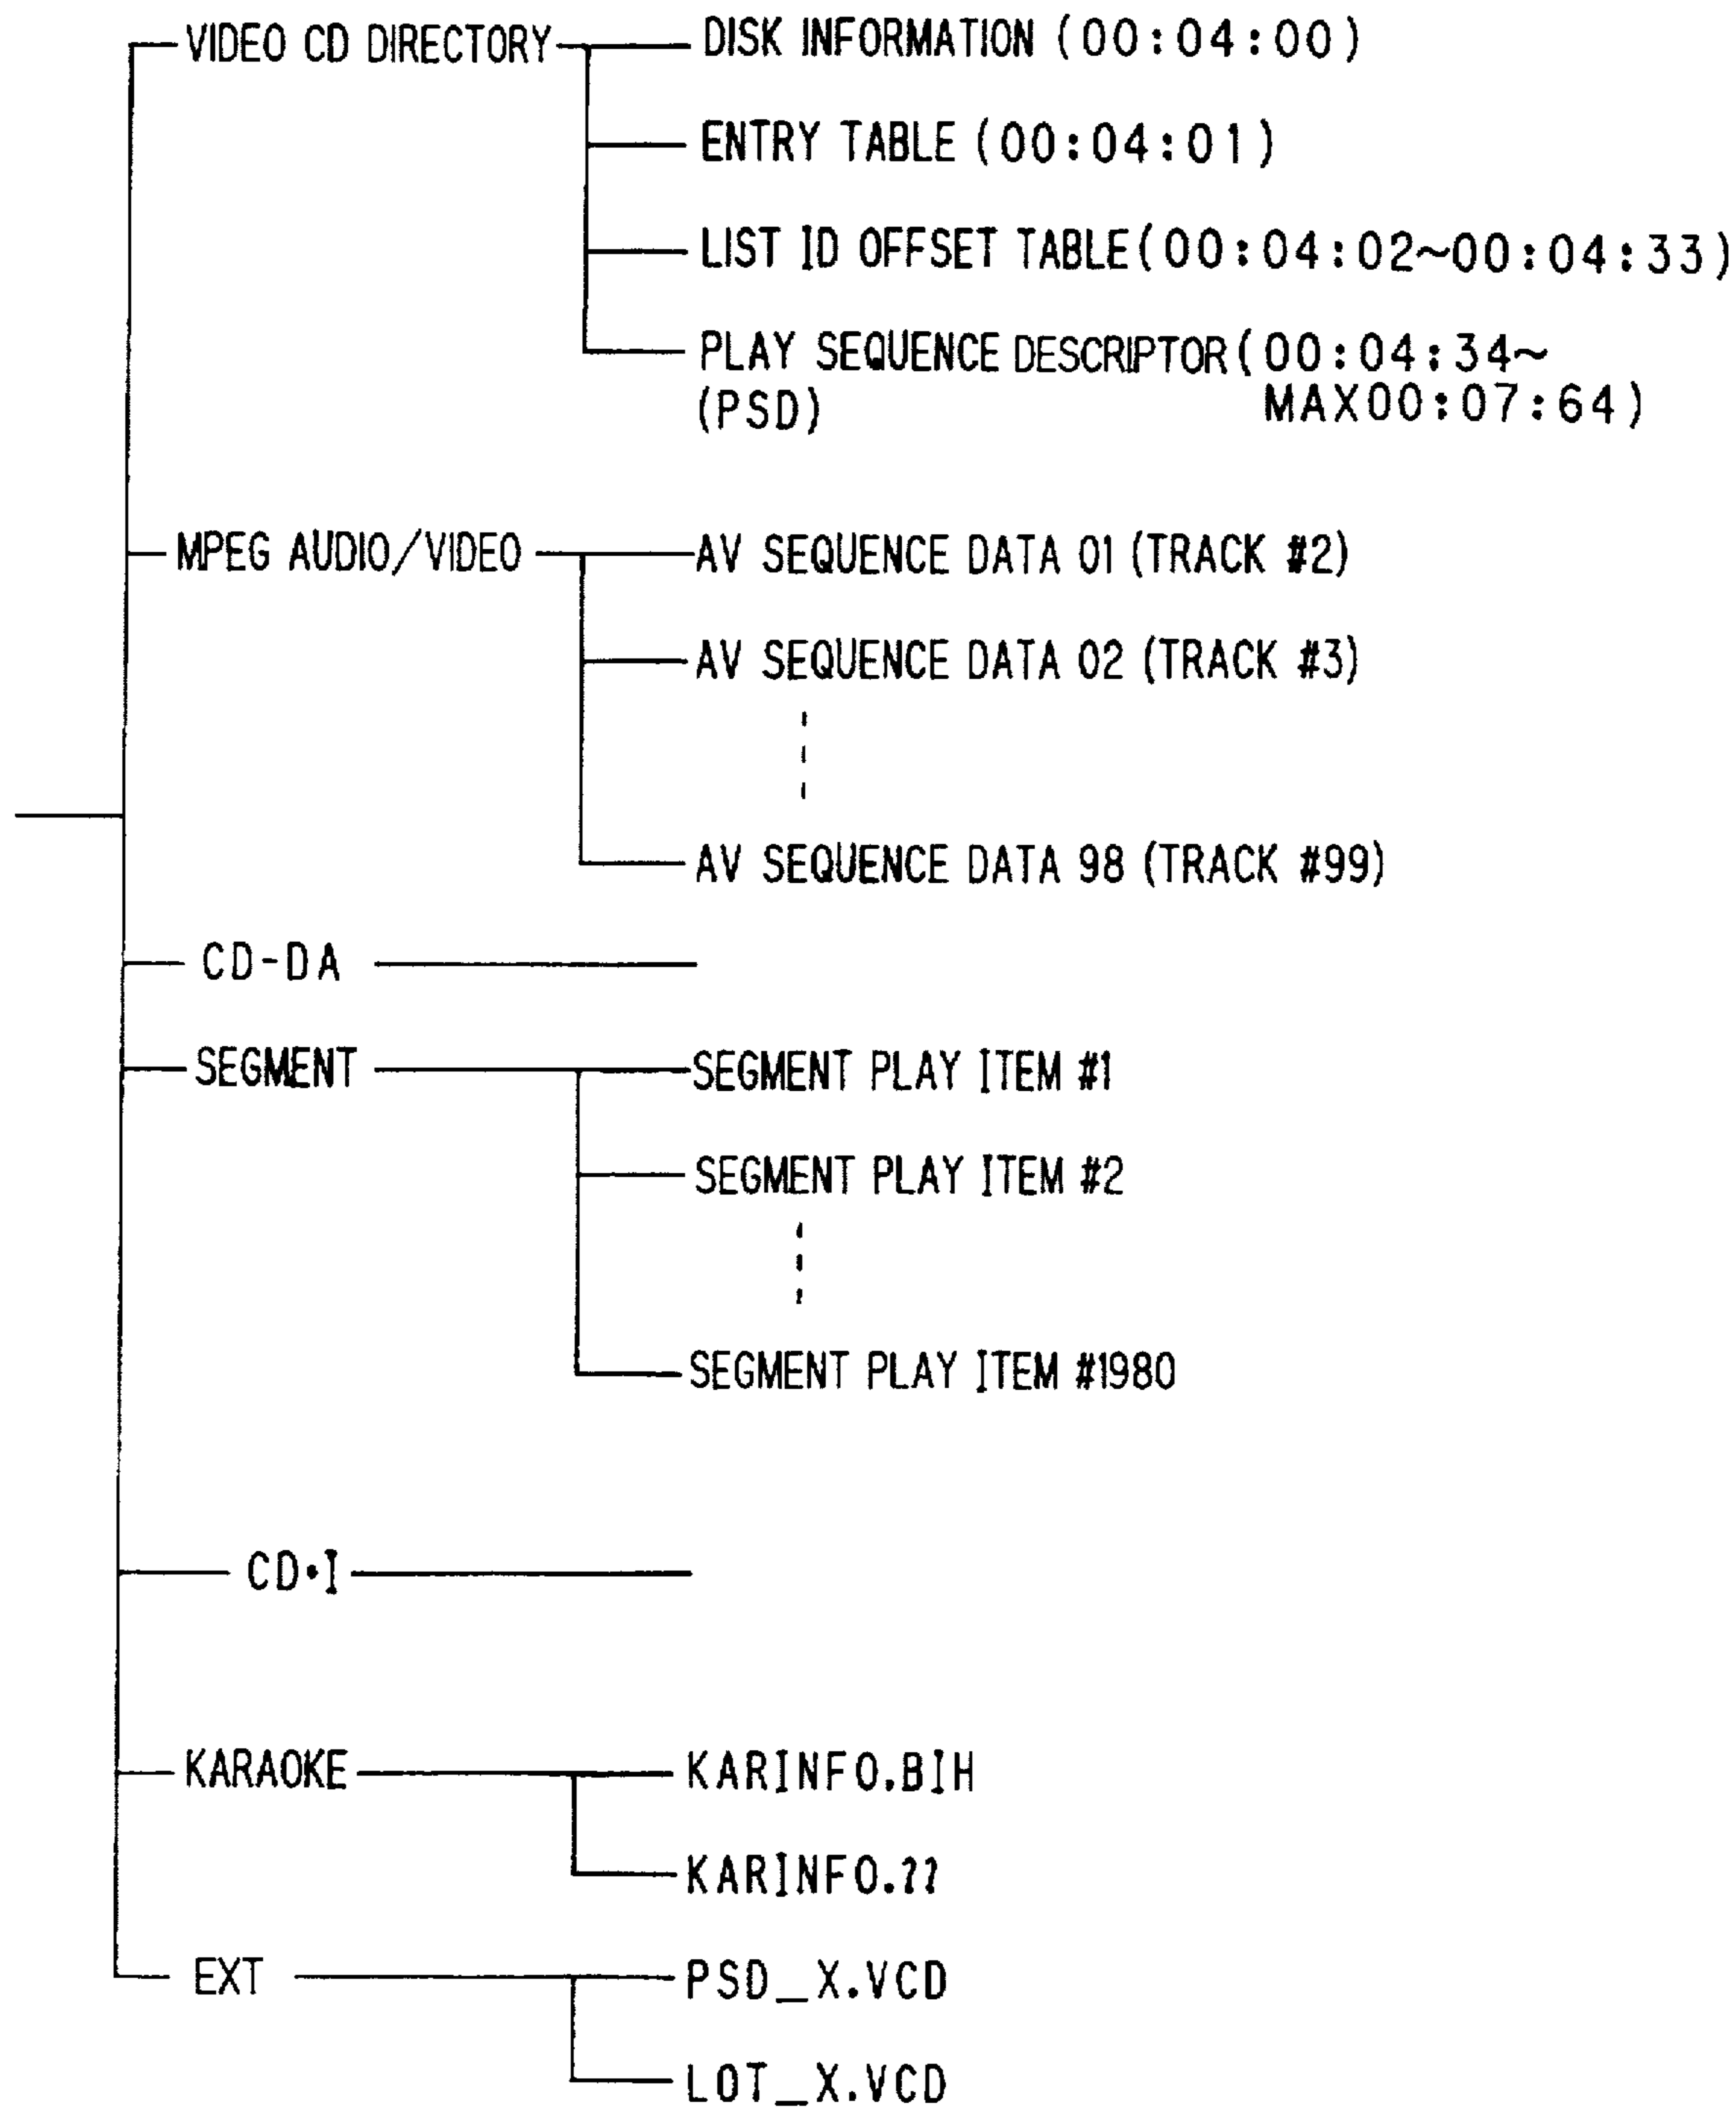 VIDEO CD DIRECTORY
DISK INFORMATION (00:04:00)
ENTRY TABLE (00:04:01)
LIST ID OFFSET TABLE(00:04:02~00:04:33)
PLAY SEQUENCE DESCRIPTOR(00:04:34~
(PSD) MAX00:07:64)
MPEG AUDIO/VIDEO
AV SEQUENCE DATA 01 (TRACK #2)
AV SEQUENCE DATA 02 (TRACK #3)
AV SEQUENCE DATA 98 (TRACK #99)
CD-DA
SEGMENT
SEGMENT PLAY ITEM #1
SEGMENT PLAY ITEM #2
SEGMENT PLAY ITEM #1980
CD•I
KARAOKE
KARINFO.BIH
KARINFO.??
EXT
PSD_X.VCD
LOT_X.VCD